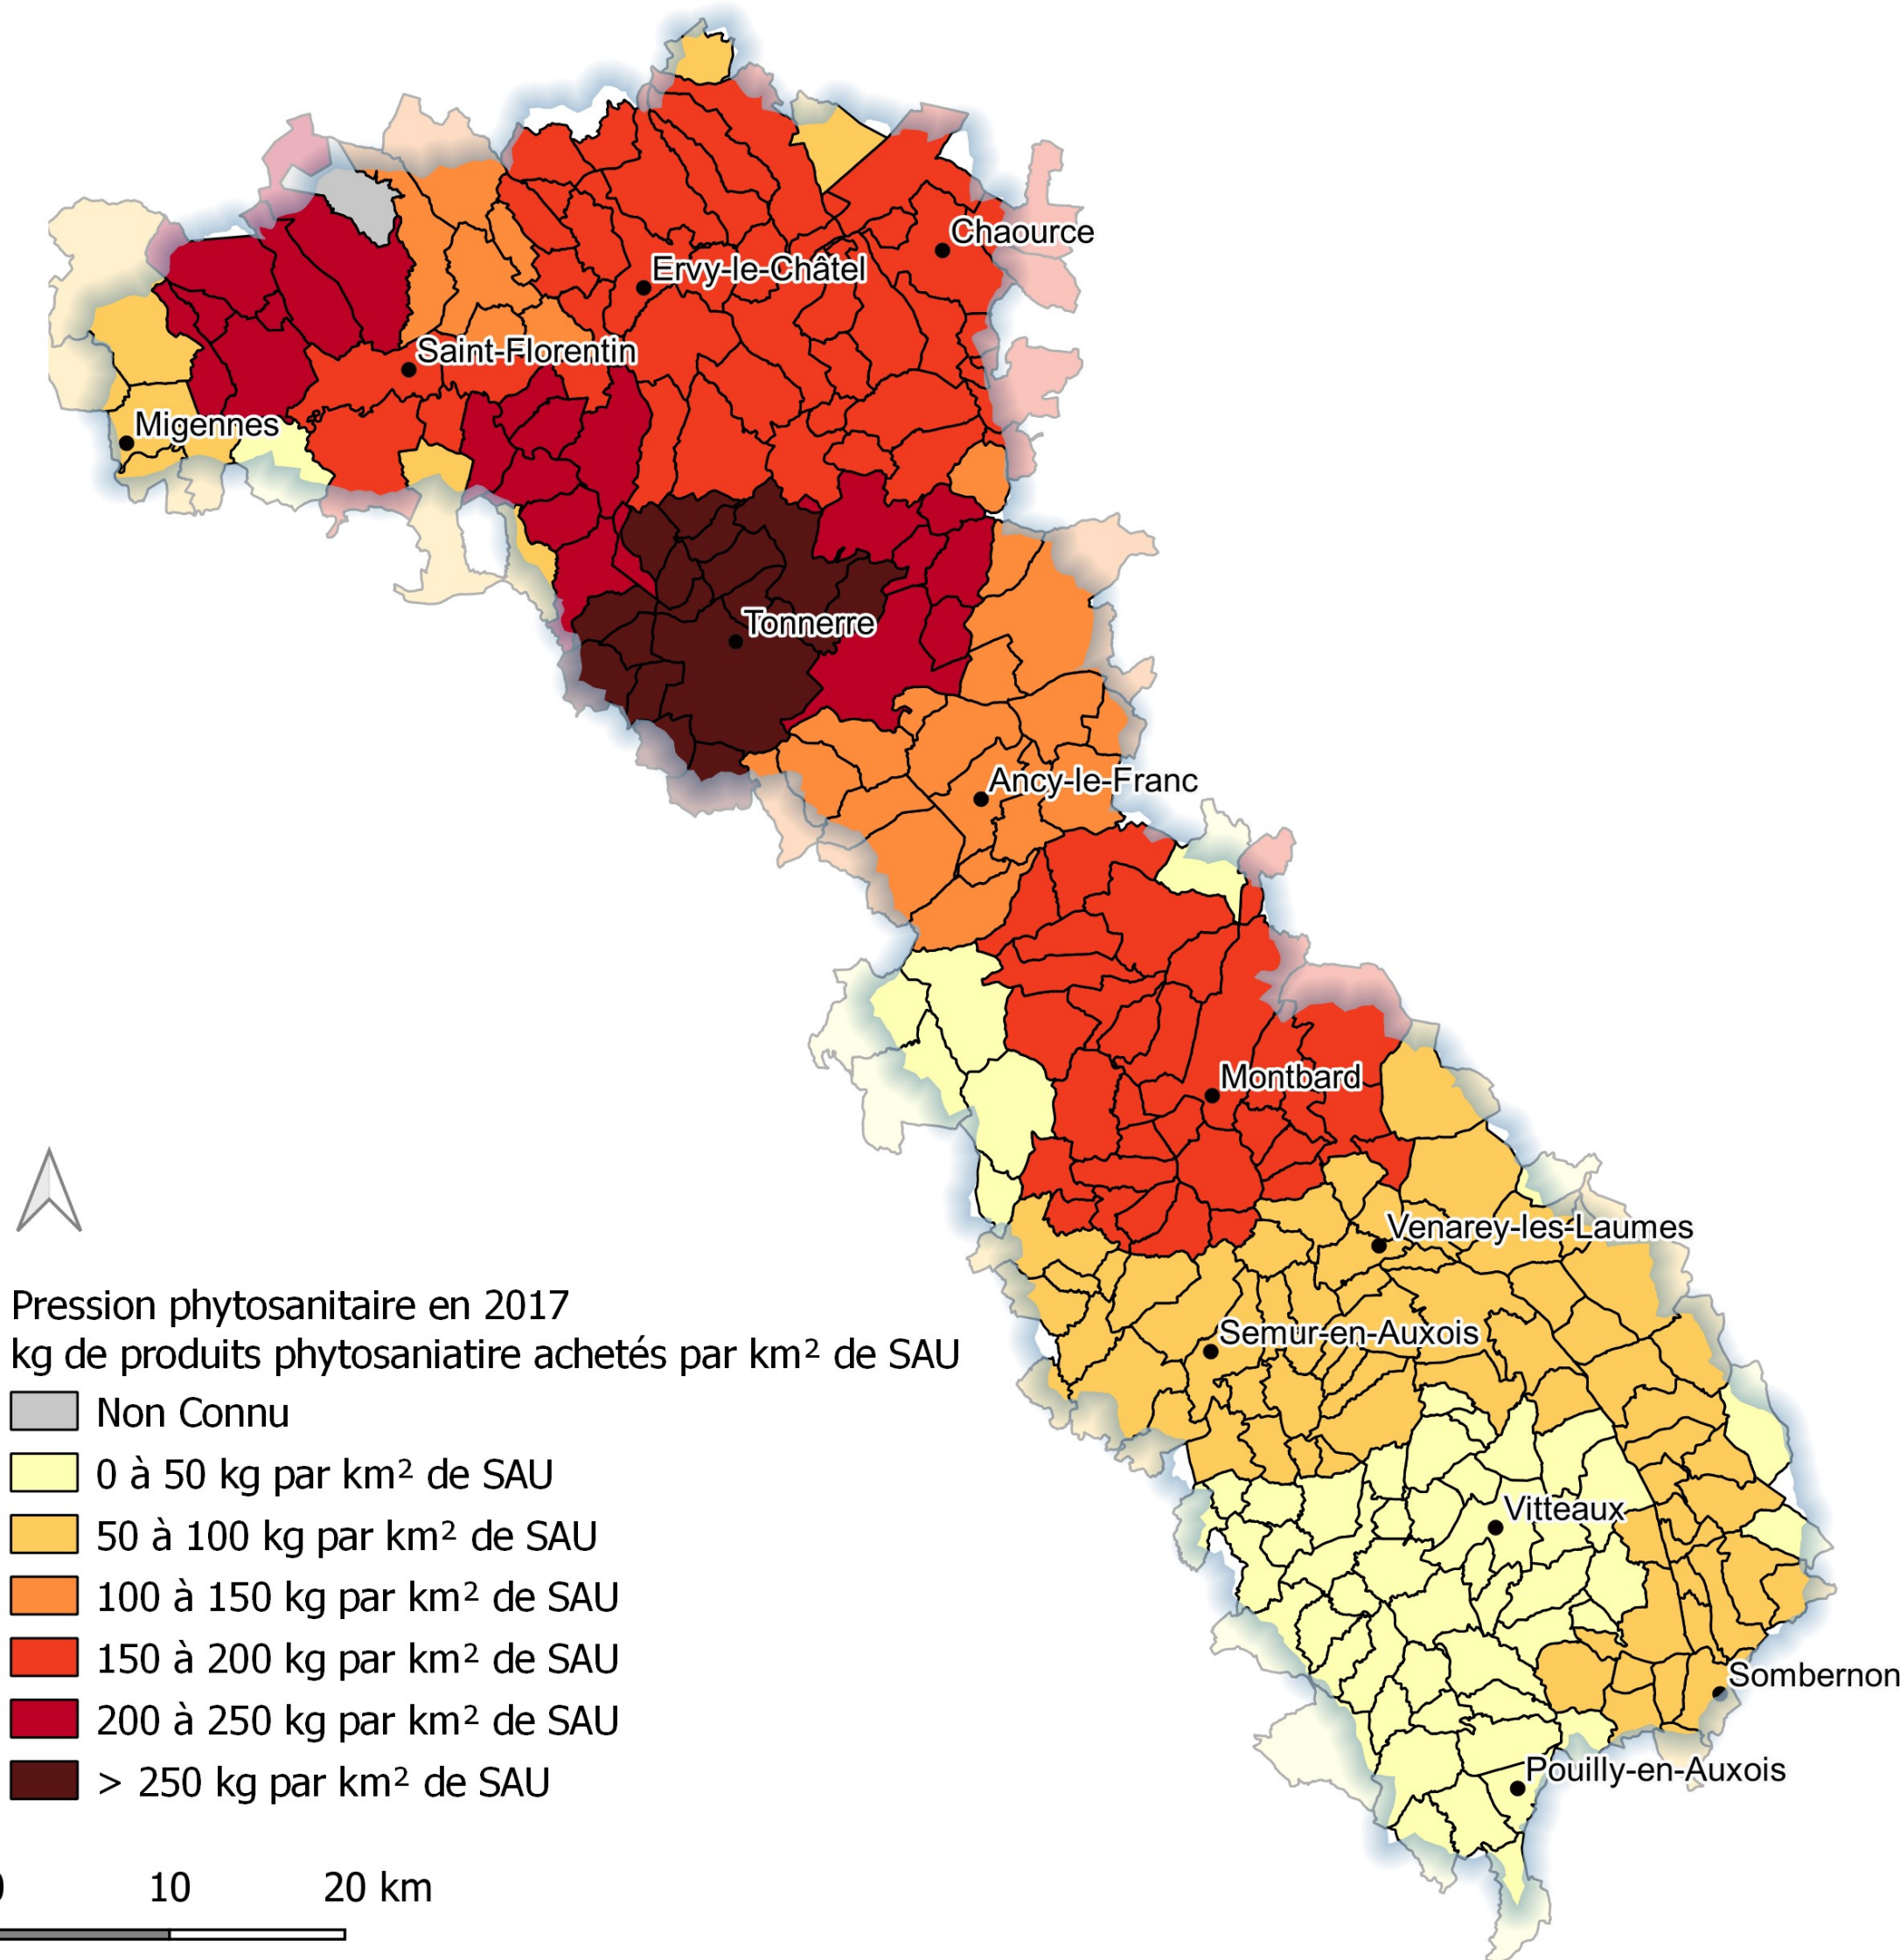 Chaource
Ervy-le-Châtel
Saint-Florentin
Migennes
Tonnerre
Ancy-le-Franc
Montbard
Venarey-les-Laumes
Semur-en-Auxois
Vitteaux
Sombernon
Pouilly-en-Auxois
Pression phytosanitaire en 2017
kg de produits phytosaniatire achetés par km² de SAU
Non Connu
0 à 50 kg par km² de SAU
50 à 100 kg par km² de SAU
100 à 150 kg par km² de SAU
150 à 200 kg par km² de SAU
200 à 250 kg par km² de SAU
> 250 kg par km² de SAU
10 20 km